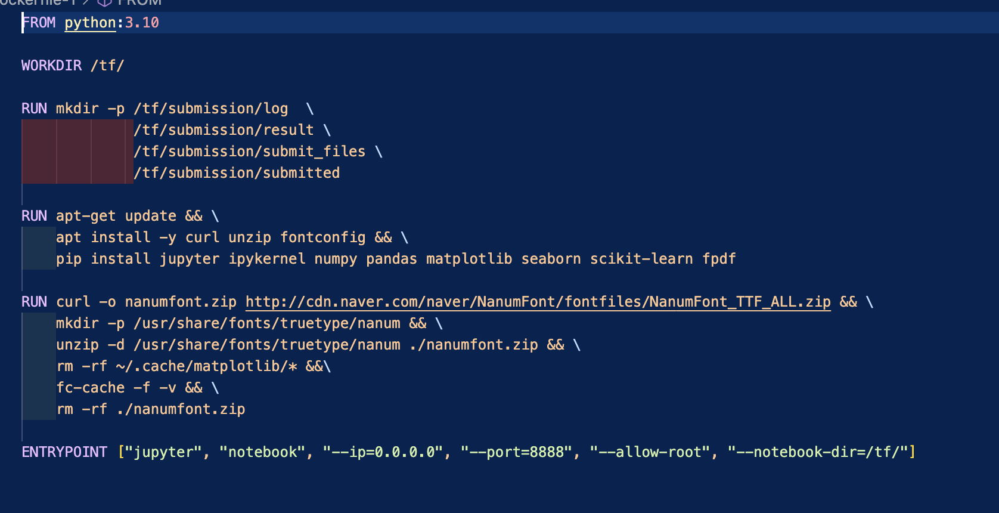 ockerfile-1 > FROM
FROM python:3.10
WORKDIR /tf/
RUN mkdir -p /tf/submission/log  \
/tf/submission/result \
/tf/submission/submit_files \
/tf/submission/submitted
RUN apt-get update && \
apt install -y curl unzip fontconfig && \
pip install jupyter ipykernel numpy pandas matplotlib seaborn scikit-learn fpdf
RUN curl -o nanumfont.zip http://cdn.naver.com/naver/NanumFont/fontfiles/NanumFont_TTF_ALL.zip && \
mkdir -p /usr/share/fonts/truetype/nanum && \
unzip -d /usr/share/fonts/truetype/nanum ./nanumfont.zip && \
rm -rf ~/.cache/matplotlib/* &&\
fc-cache -f -v && \
rm -rf ./nanumfont.zip
ENTRYPOINT ["jupyter", "notebook", "--ip=0.0.0.0", "--port=8888", "--allow-root", "--notebook-dir=/tf/"]